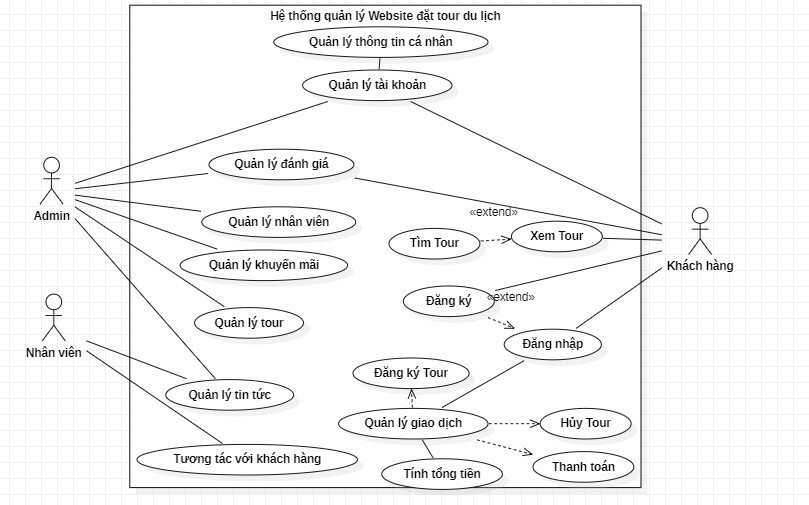 Hệ thống quản lý Website đặt tour du lịch
Quản lý thông tin cá nhân
Quản lý tài khoản
Quản lý đánh giá
Admin
Quản lý nhân viên
«extend»
Tìm Tour
Xem Tour
Khách hàng
Quản lý khuyến mãi
Đăng ký
«extend»
Quản lý tour
Đăng nhập
Nhân viên
Đăng ký Tour
Quản lý tin tức
Quản lý giao dịch
Hủy Tour
Tương tác với khách hàng
Tính tổng tiền
Thanh toán